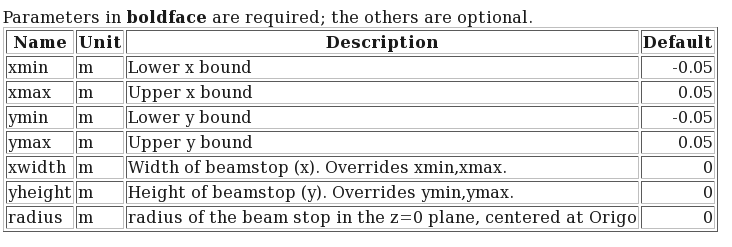 Parameters in boldface are required; the others are optional.
Name Unit Description Default
xmin m Lower x bound -0.05
xmax m Upper x bound 0.05
ymin m Lower y bound -0.05
ymax m Upper y bound 0.05
xwidth m Width of beamstop (x). Overrides xmin,xmax. 0
yheight m Height of beamstop (y). Overrides ymin,ymax. 0
radius m radius of the beam stop in the z=0 plane, centered at Origo 0